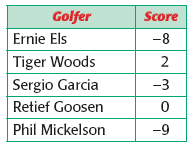 Golfer Score
Ernie Els –8
Tiger Woods 2
Sergio Garcia –3
Retief Goosen 0
Phil Mickelson –9